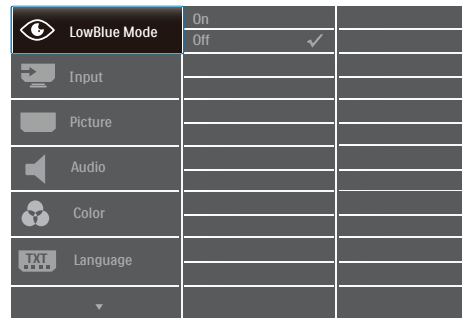 LowBlue Mode
On
Off
Input
Picture
Audio
Color
TXT
Language